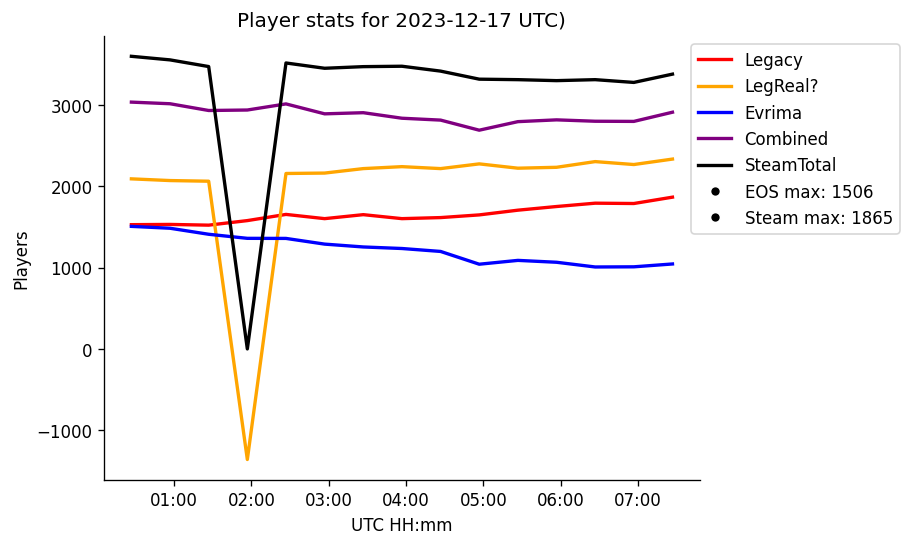 Player stats for 2023-12-17 UTC)
Legacy
LegReal?
Evrima
Combined
SteamTotal
EOS max: 1506
Steam max: 1865
Players
3000
2000
1000
0
−1000
01:00 02:00 03:00 04:00 05:00 06:00 07:00
UTC HH:mm